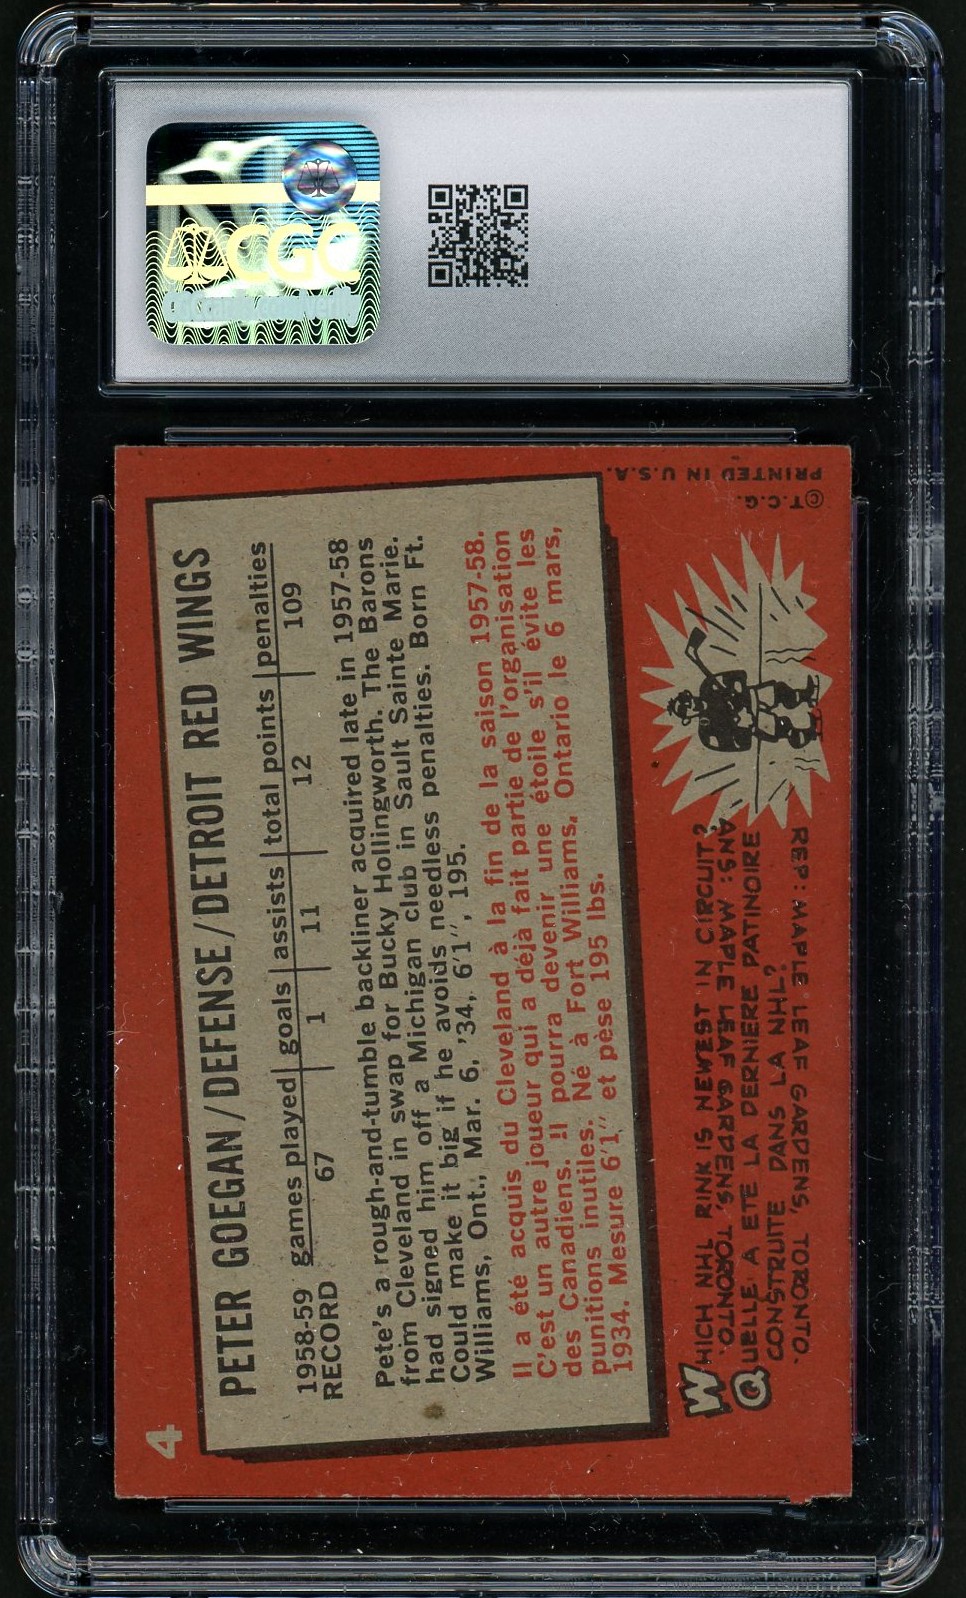 CGC
4
PETER GOEGAN/DEFENSE/DETROIT RED WINGS
1958-59 games played goals assists total points penalties
RECORD 67 1 11 12 109
Pete's a rough-and-tumble backliner acquired late in 1957-58
from Cleveland in swap for Bucky Hollingworth. The Barons
had signed him off a Michigan club in Sault Sainte Marie.
Could make it big if he avoids needless penalties. Born Ft.
Williams, Ont., Mar. 6, '34, 6'1", 195.
Il a été acquis du Cleveland à la fin de la saison 1957-58.
C'est un autre joueur qui a déjà fait partie de l'organisation
des Canadiens. Il pourra devenir une étoile s'il évite les
punitions inutiles. Né à Fort Williams, Ontario le 6 mars,
1934. Mesure 6'1" et pèse 195 lbs.
WHICH NHL RINK IS NEWEST IN CIRCUIT?
ANS: MAPLE LEAF GARDENS, TORONTO.
QUELLE A ETE LA DERNIERE PATINOIRE
CONSTRUITE DANS LA NHL?
REP: MAPLE LEAF GARDENS, TORONTO.
© T.C.G.
PRINTED IN U.S.A.